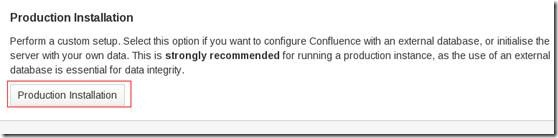 Production Installation
Perform a custom setup. Select this option if you want to configure Confluence with an external database, or initialise the
server with your own data. This is strongly recommended for running a production instance, as the use of an external
database is essential for data integrity.
Production Installation